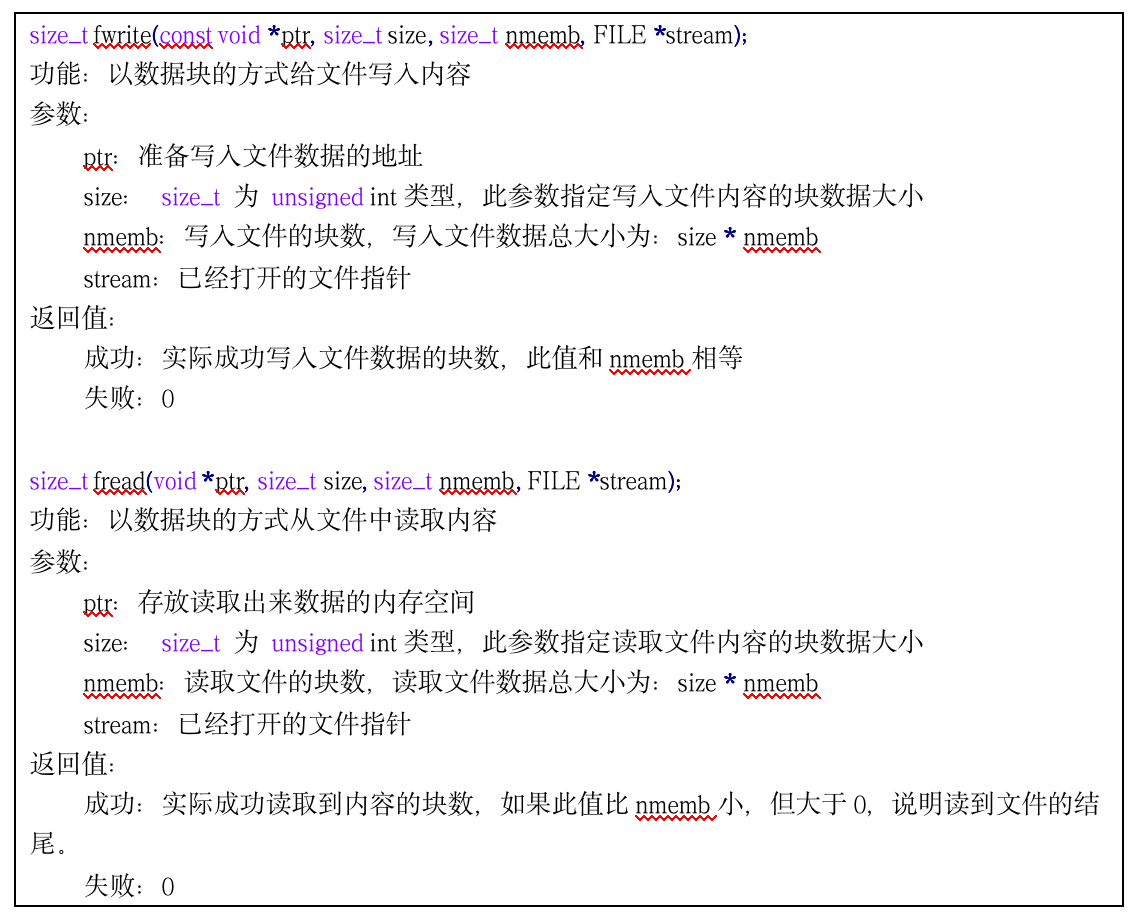 size_t fwrite(const void *ptr, size_t size, size_t nmemb, FILE *stream);
功能：以数据块的方式给文件写入内容
参数：
ptr：准备写入文件数据的地址
size： size_t 为 unsigned int 类型，此参数指定写入文件内容的块数据大小
nmemb：写入文件的块数，写入文件数据总大小为：size * nmemb
stream：已经打开的文件指针
返回值：
成功：实际成功写入文件数据的块数，此值和 nmemb 相等
失败：0
size_t fread(void *ptr, size_t size, size_t nmemb, FILE *stream);
功能：以数据块的方式从文件中读取内容
参数：
ptr：存放读取出来数据的内存空间
size： size_t 为 unsigned int 类型，此参数指定读取文件内容的块数据大小
nmemb：读取文件的块数，读取文件数据总大小为：size * nmemb
stream：已经打开的文件指针
返回值：
成功：实际成功读取到内容的块数，如果此值比 nmemb 小，但大于 0，说明读到文件的结
尾。
失败：0